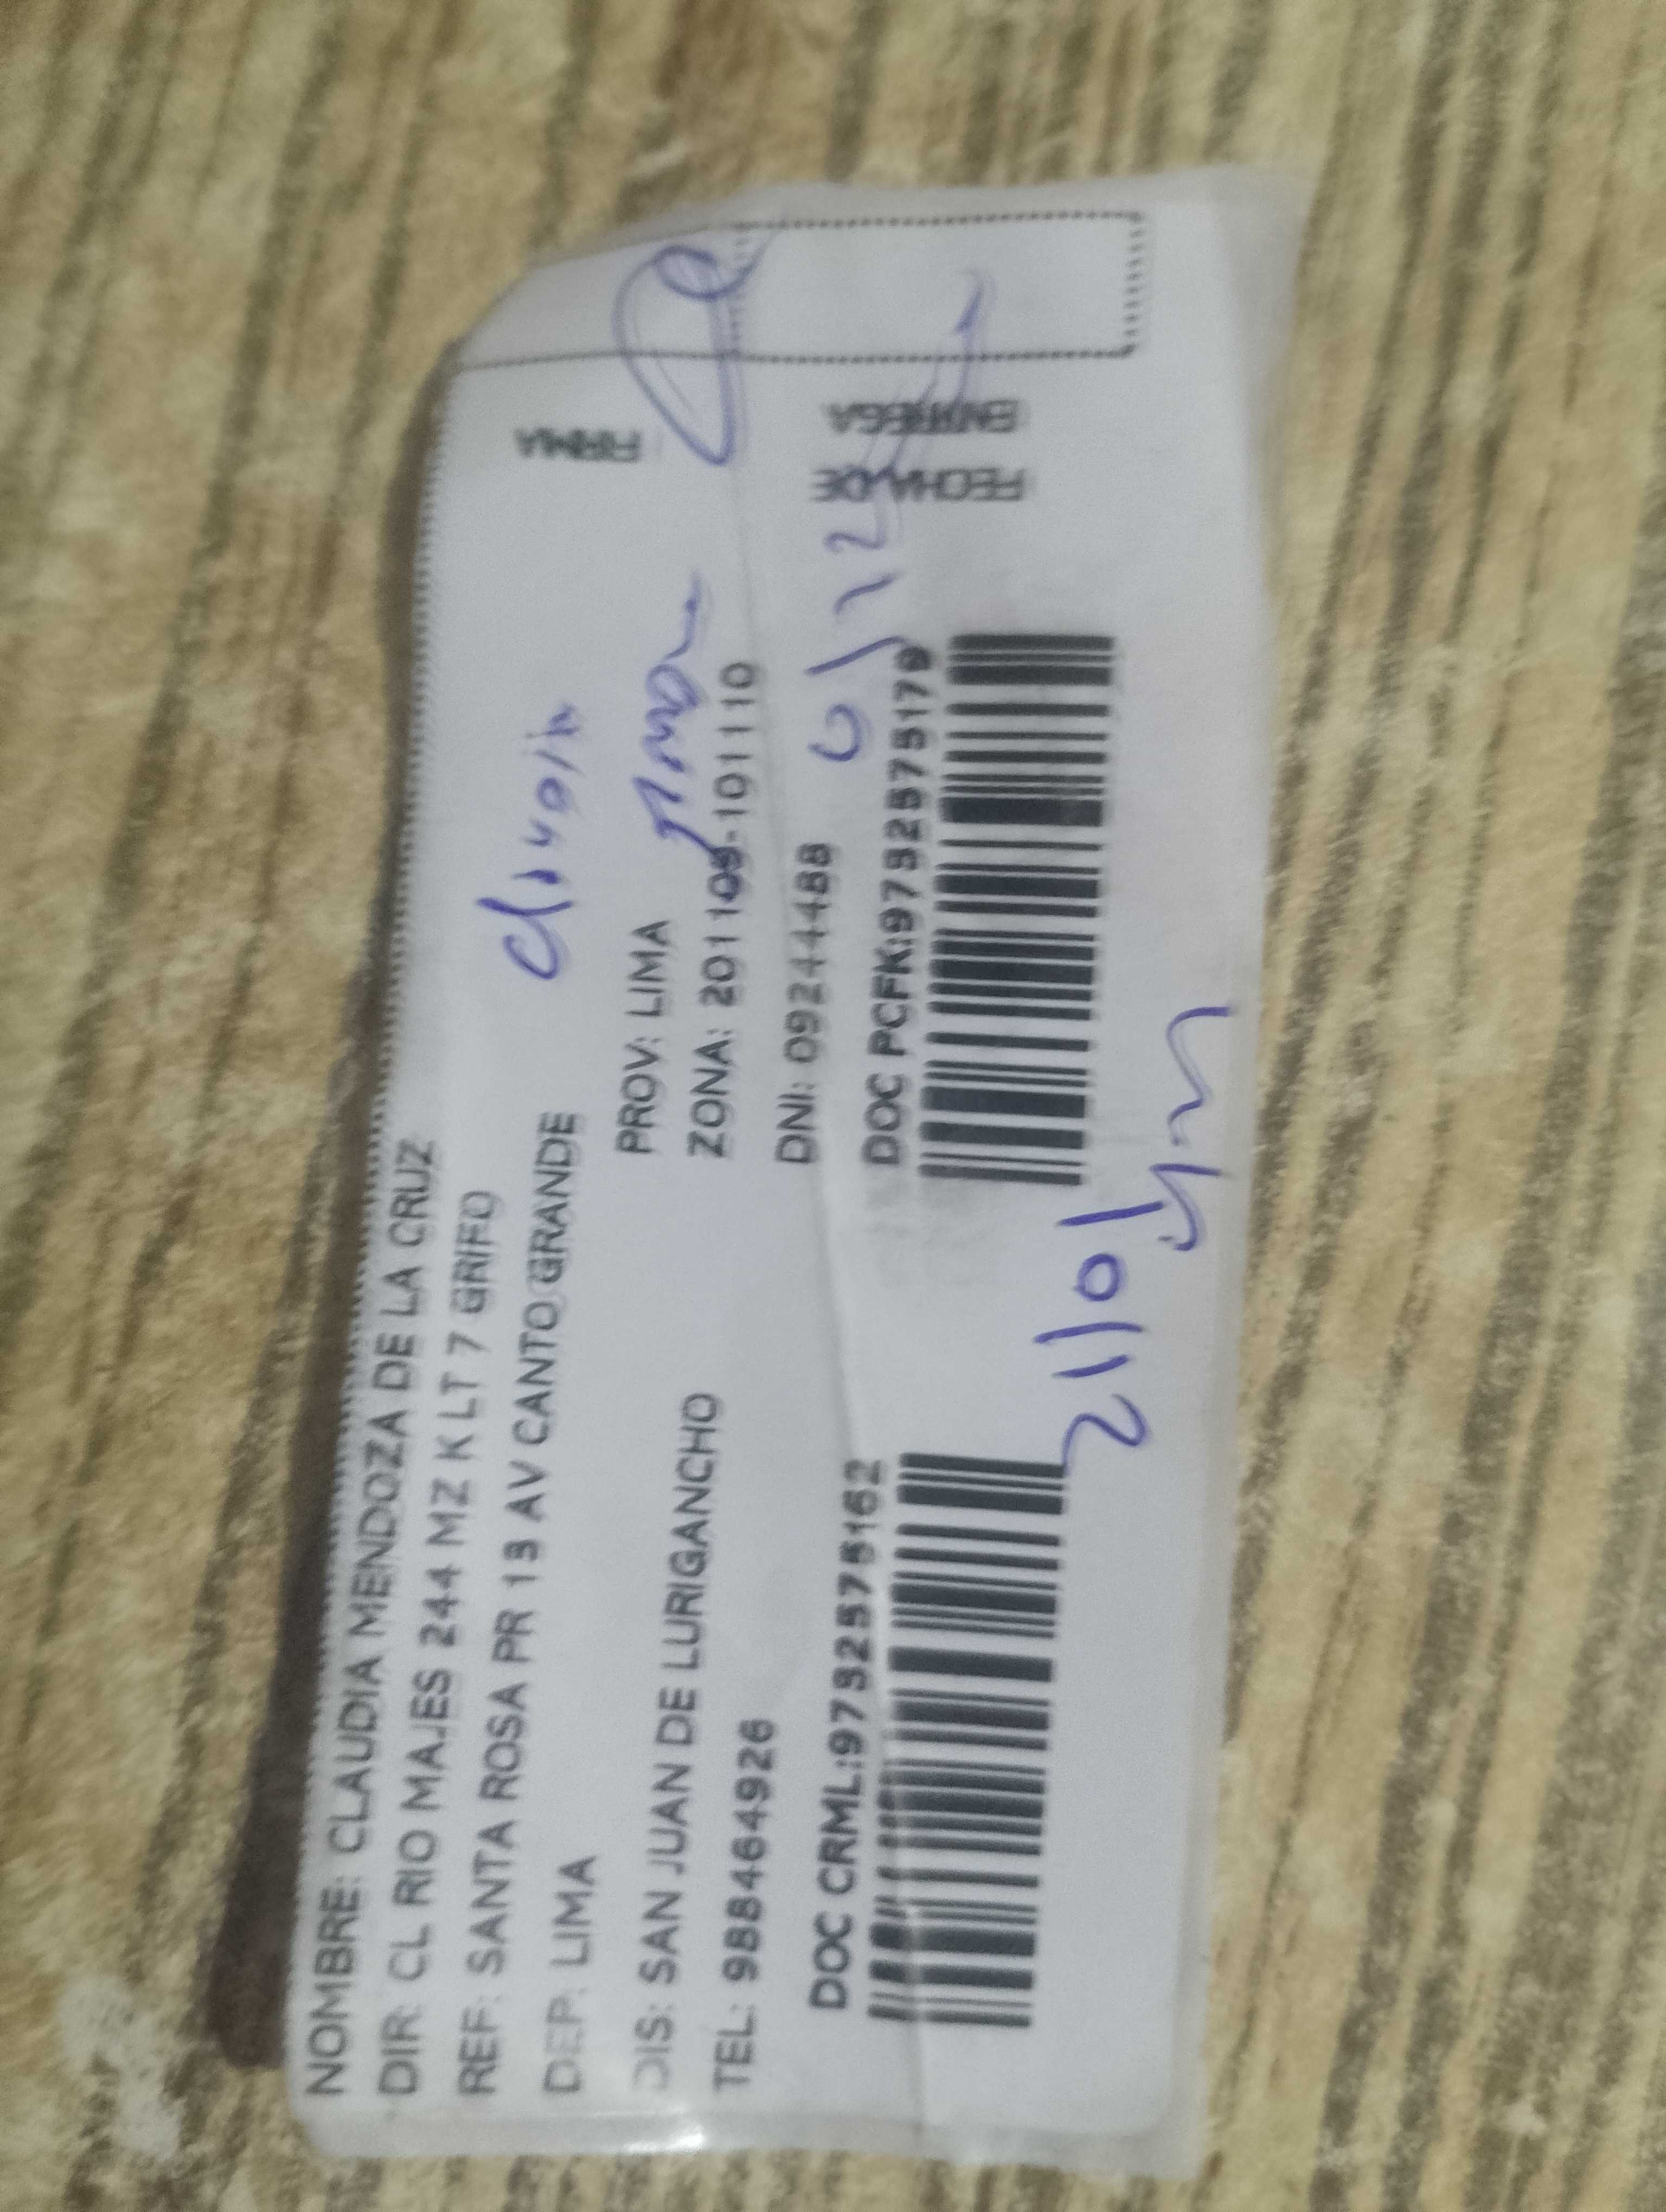 NOMBRE: CLAUDIA MENDOZA DE LA CRUZ
DIR: CL RIO MAJES 244 MZ K LT 7 GRIFO
REF: SANTA ROSA PR 13 AV CANTO GRANDE
DEP: LIMA PROV: LIMA
DIS: SAN JUAN DE LURIGANCHO ZONA: 201109-101110
TEL: 988464926 DNI: 09244488
DOC CRML:9732575162 DOC PCFK:9732575179
FIRMA
FECHA DE
ENTREGA